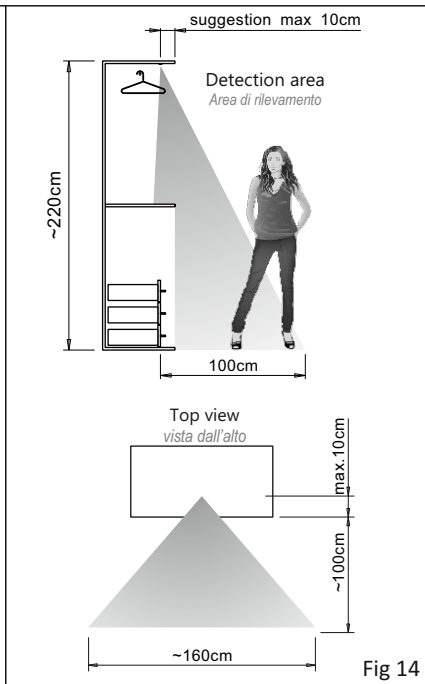 suggestion max 10cm
Detection area
Area di rilevamento
~220cm
100cm
Top view
vista dall'alto
max.10cm
~100cm
~160cm
Fig 14